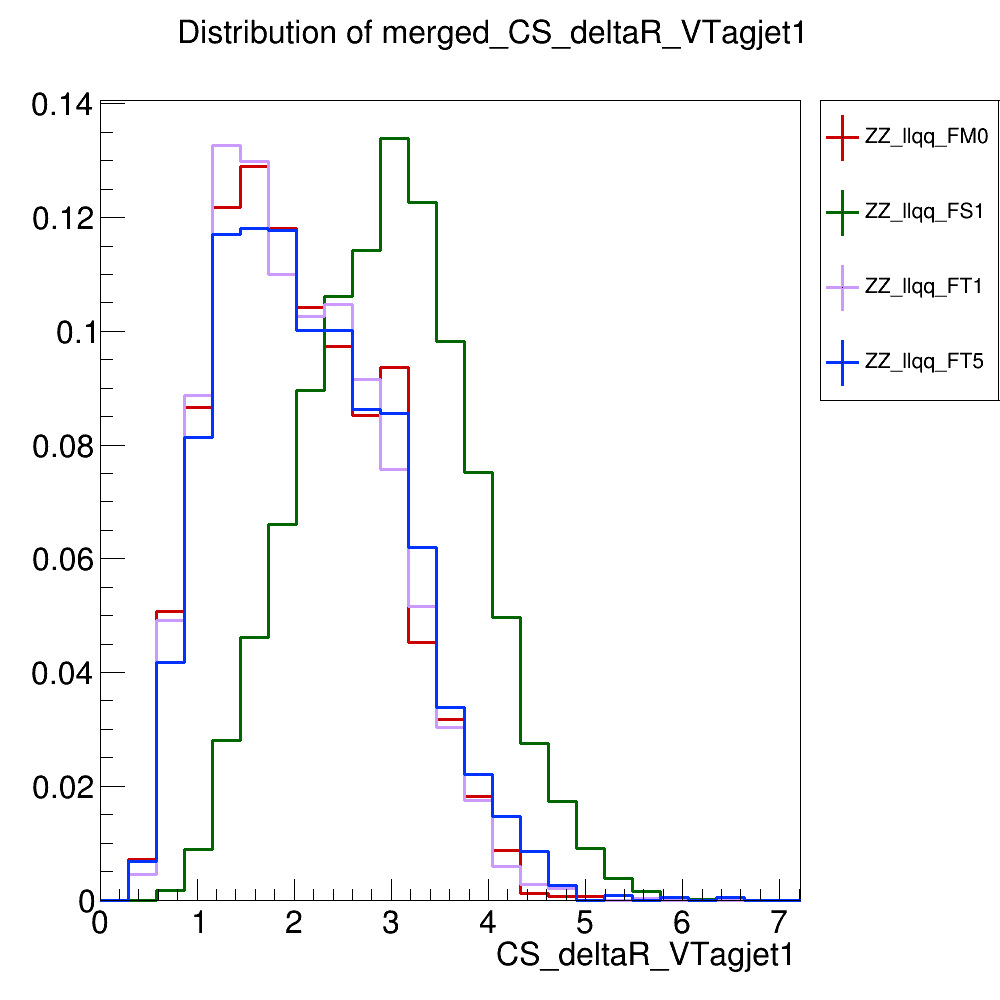 Distribution of merged_CS_deltaR_VTagjet1
0.14
0.12
0.1
0.08
0.06
0.04
0.02
0
0 1 2 3 4 5 6 7
CS_deltaR_VTagjet1
ZZ_llqq_FM0
ZZ_llqq_FS1
ZZ_llqq_FT1
ZZ_llqq_FT5